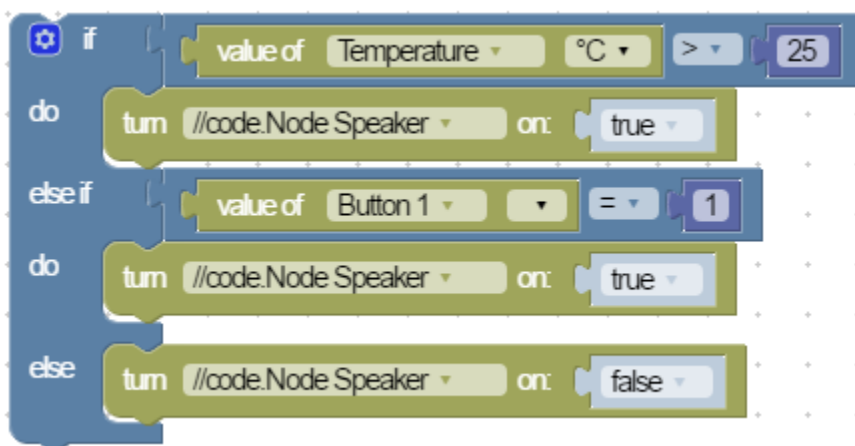 if value of Temperature °C > 25
do turn //code.Node Speaker on: true
else if value of Button 1 = 1
do turn //code.Node Speaker on: true
else turn //code.Node Speaker on: false